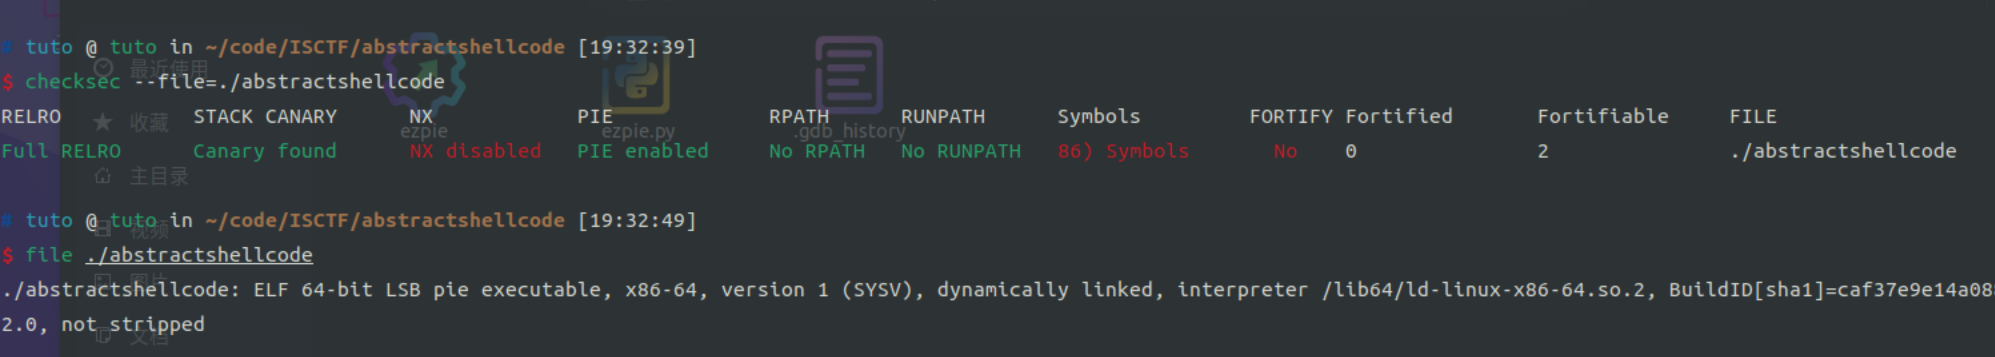 # tuto @ tuto in ~/code/ISCTF/abstractshellcode [19:32:39]
最近使用
$ checksec --file=./abstractshellcode
RELRO STACK CANARY NX PIE RPATH RUNPATH Symbols FORTIFY Fortified Fortifiable FILE
收藏 ezpie ezpie.py .gdb_history
Full RELRO Canary found NX disabled PIE enabled No RPATH No RUNPATH 86) Symbols No 0 2 ./abstractshellcode
主目录
# tuto @ tuto in ~/code/ISCTF/abstractshellcode [19:32:49]
视频
$ file ./abstractshellcode
图片
./abstractshellcode: ELF 64-bit LSB pie executable, x86-64, version 1 (SYSV), dynamically linked, interpreter /lib64/ld-linux-x86-64.so.2, BuildID[sha1]=caf37e9e14a08
2.0, not stripped
文档